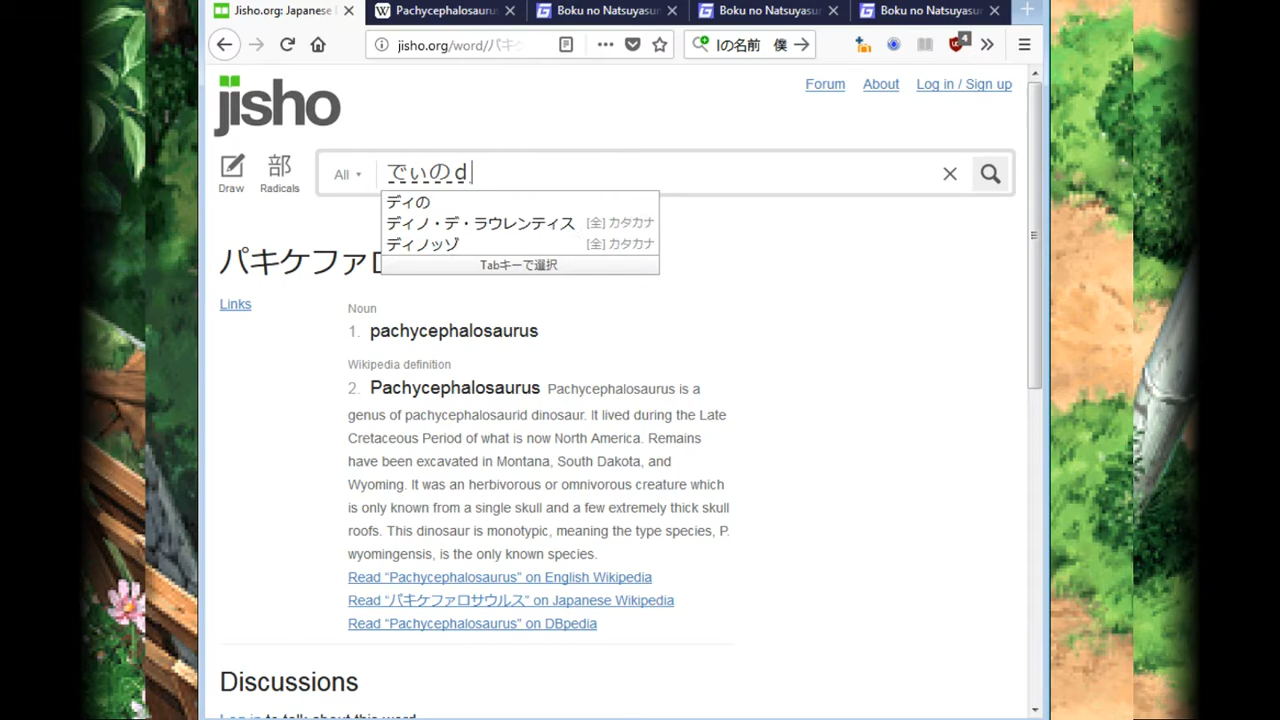 Jisho.org: Japanese
Pachycephalosaurus
Boku no Natsuyasu
Boku no Natsuyasu
Boku no Natsuyasu
jisho.org/word//パキケ
の名前 僕
4
jisho
Forum About Log in / Sign up
Draw
部
Radicals
All
でぃのd
ディの
ディノ・デ・ラウレンティス [全] カタカナ
ディノッゾ [全] カタカナ
Tabキーで選択
パキケファロ
Links
Noun
1. pachycephalosaurus
Wikipedia definition
2. Pachycephalosaurus Pachycephalosaurus is a
genus of pachycephalosaurid dinosaur. It lived during the Late
Cretaceous Period of what is now North America. Remains
have been excavated in Montana, South Dakota, and
Wyoming. It was an herbivorous or omnivorous creature which
is only known from a single skull and a few extremely thick skull
roofs. This dinosaur is monotypic, meaning the type species, P.
wyomingensis, is the only known species.
Read “Pachycephalosaurus” on English Wikipedia
Read “パキケファロサウルス” on Japanese Wikipedia
Read “Pachycephalosaurus” on DBpedia
Discussions
Log in to talk about this word